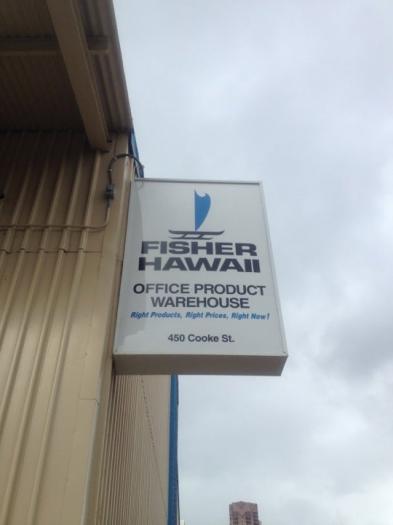 FISHER
HAWAII
OFFICE PRODUCT
WAREHOUSE
Right Products, Right Prices, Right Now!
450 Cooke St.